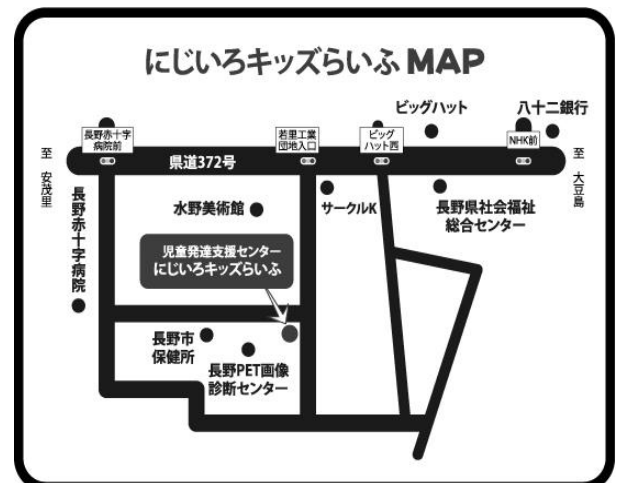 にじいろキッズらいふ MAP
ビッグハット
八十二銀行
長野赤十字
病院前
若里工業
団地入口
ビッグ
ハット西
NHK前
至 安茂里
県道372号
至 大豆島
長野赤十字病院
水野美術館
サークルK
長野県社会福祉
総合センター
児童発達支援センター
にじいろキッズらいふ
長野市
保健所
長野PET画像
診断センター